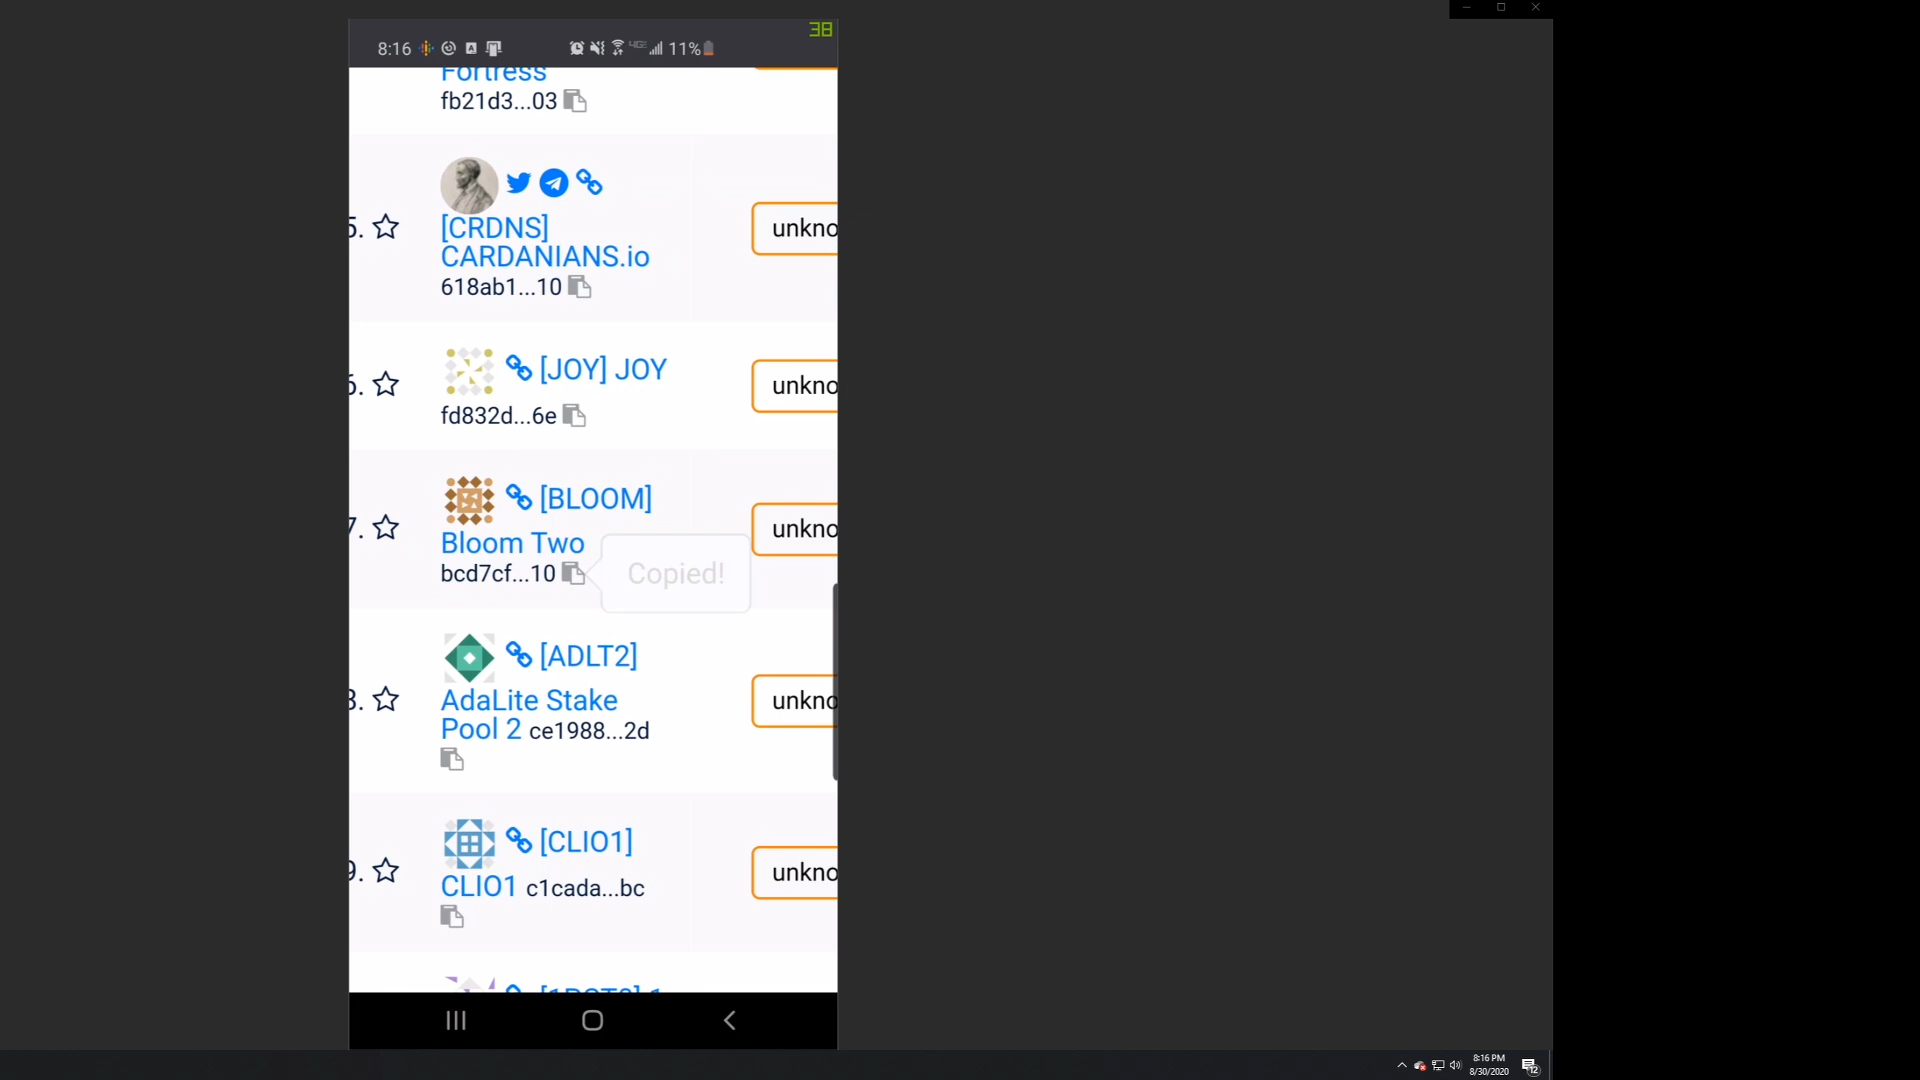 38
8:16
11%
Fortress
fb21d3...03
[CRDNS]
CARDANIANS.io
5.
unkno
618ab1...10
[JOY] JOY
6.
unkno
fd832d...6e
[BLOOM]
7.
unkno
Bloom Two
bcd7cf...10
Copied!
[ADLT2]
8.
AdaLite Stake
unkno
Pool 2 ce1988...2d
[CLIO1]
9.
unkno
CLIO1 c1cada...bc
8:16 PM
8/30/2020
12